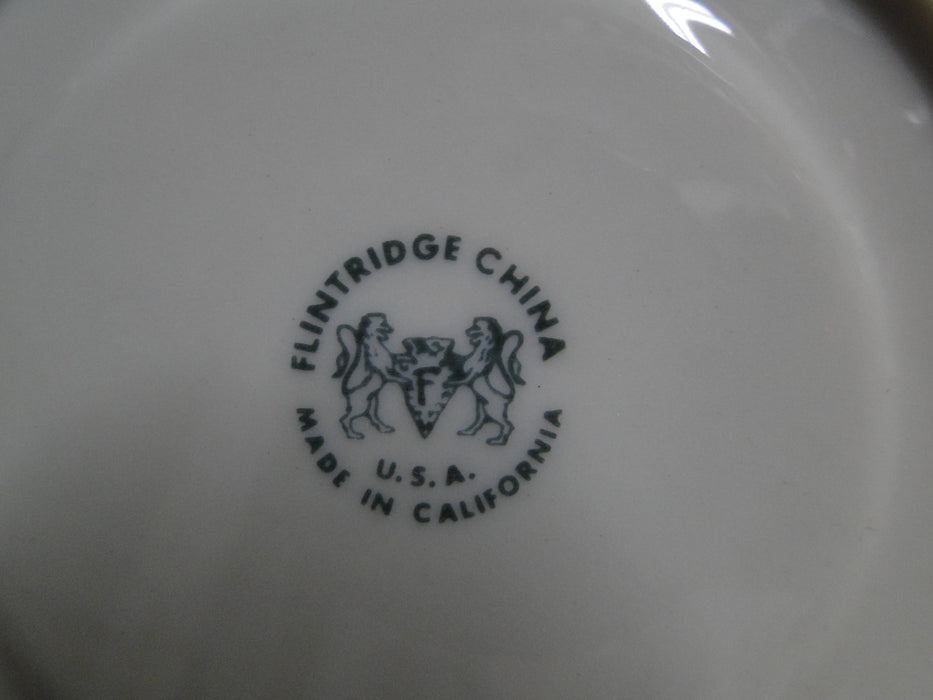 FLINTRIDGE CHINA
F
U.S.A.
MADE IN CALIFORNIA